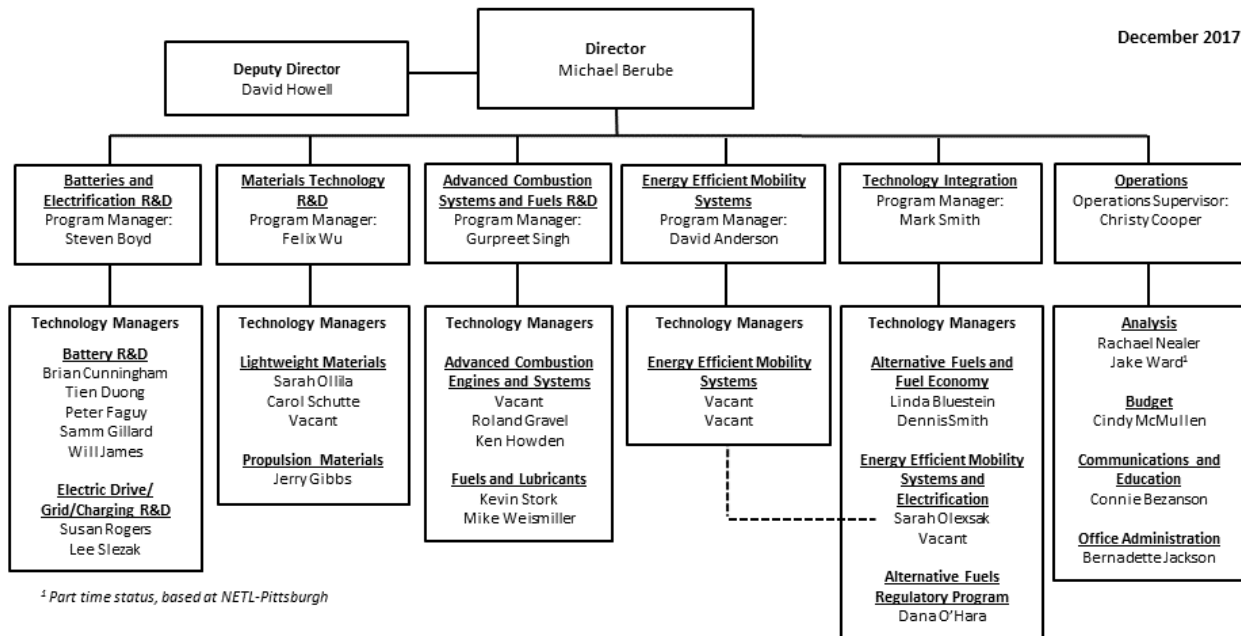 December 2017
Director
Michael Berube
Deputy Director
David Howell
Batteries and
Electrification R&D
Program Manager:
Steven Boyd
Materials Technology
R&D
Program Manager:
Felix Wu
Advanced Combustion
Systems and Fuels R&D
Program Manager:
Gurpreet Singh
Energy Efficient Mobility
Systems
Program Manager:
David Anderson
Technology Integration
Program Manager:
Mark Smith
Operations
Operations Supervisor:
Christy Cooper
Technology Managers
Battery R&D
Brian Cunningham
Tien Duong
Peter Faguy
Samm Gillard
Will James
Electric Drive/
Grid/Charging R&D
Susan Rogers
Lee Slezak
Technology Managers
Lightweight Materials
Sarah Ollila
Carol Schutte
Vacant
Propulsion Materials
Jerry Gibbs
Technology Managers
Advanced Combustion
Engines and Systems
Vacant
Roland Gravel
Ken Howden
Fuels and Lubricants
Kevin Stork
Mike Weismiller
Technology Managers
Energy Efficient Mobility
Systems
Vacant
Vacant
Technology Managers
Alternative Fuels and
Fuel Economy
Linda Bluestein
Dennis Smith
Energy Efficient Mobility
Systems and
Electrification
Sarah Olexsak
Vacant
Alternative Fuels
Regulatory Program
Dana O'Hara
Analysis
Rachael Nealer
Jake Ward¹
Budget
Cindy McMullen
Communications and
Education
Connie Bezanson
Office Administration
Bernadette Jackson
¹ Part time status, based at NETL-Pittsburgh